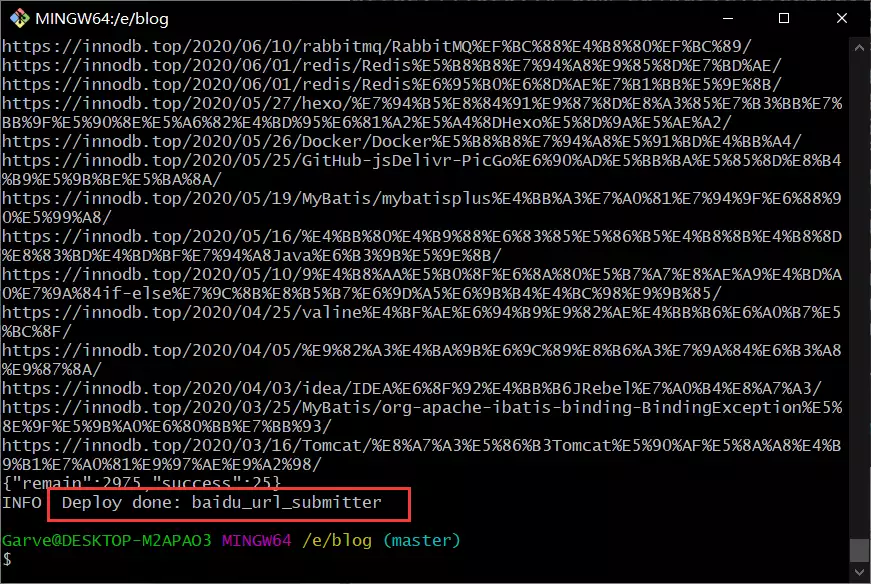 MINGW64:/e/blog
https://innodb.top/2020/06/10/rabbitmq/RabbitMQ%EF%BC%88%E4%B8%80%EF%BC%89/
https://innodb.top/2020/06/01/redis/Redis%E5%B8%B8%E7%94%A8%E9%85%8D%E7%BD%AE/
https://innodb.top/2020/06/01/redis/Redis%E6%95%B0%E6%8D%AE%E7%B1%BB%E5%9E%8B/
https://innodb.top/2020/05/27/hexo/%E7%94%B5%E8%84%91%E9%87%8D%E8%A3%85%E7%B3%BB%E7%
BB%9F%E5%90%8E%E5%A6%82%E4%BD%95%E6%81%A2%E5%A4%8DHexo%E5%8D%9A%E5%AE%A2/
https://innodb.top/2020/05/26/Docker/Docker%E5%B8%B8%E7%94%A8%E5%91%BD%E4%BB%A4/
https://innodb.top/2020/05/25/GitHub-jsDelivr-PicGo%E6%90%AD%E5%BB%BA%E5%85%8D%E8%B4
%B9%E5%9B%BE%E5%BA%8A/
https://innodb.top/2020/05/19/MyBatis/mybatisplus%E4%BB%A3%E7%A0%81%E7%94%9F%E6%88%9
0%E5%99%A8/
https://innodb.top/2020/05/16/%E4%BB%80%E4%B9%88%E6%83%85%E5%86%B5%E4%B8%8B%E4%B8%8D
%E8%83%BD%E4%BD%BF%E7%94%A8Java%E6%B3%9B%E5%9E%8B/
https://innodb.top/2020/05/10/9%E4%B8%AA%E5%B0%8F%E6%8A%80%E5%B7%A7%E8%AE%A9%E4%BD%A
0%E7%9A%84if-else%E7%9C%8B%E8%B5%B7%E6%9D%A5%E6%9B%B4%E4%BC%98%E9%9B%85/
https://innodb.top/2020/04/25/valine%E4%BF%AE%E6%94%B9%E9%82%AE%E4%BB%B6%E6%A0%B7%E5
%BC%8F/
https://innodb.top/2020/04/05/%E9%82%A3%E4%BA%9B%E6%9C%89%E8%B6%A3%E7%9A%84%E6%B3%A8
%E9%87%8A/
https://innodb.top/2020/04/03/idea/IDEA%E6%8F%92%E4%BB%B6JRebel%E7%A0%B4%E8%A7%A3/
https://innodb.top/2020/03/25/MyBatis/org-apache-ibatis-binding-BindingException%E5%
8E%9F%E5%9B%A0%E6%80%BB%E7%BB%93/
https://innodb.top/2020/03/16/Tomcat/%E8%A7%A3%E5%86%B3Tomcat%E5%90%AF%E5%8A%A8%E4%B
9%B1%E7%A0%81%E9%97%AE%E9%A2%98/
{"remain":2975,"success":25}
INFO  Deploy done: baidu_url_submitter
Garve@DESKTOP-M2APAO3 MINGW64 /e/blog (master)
$